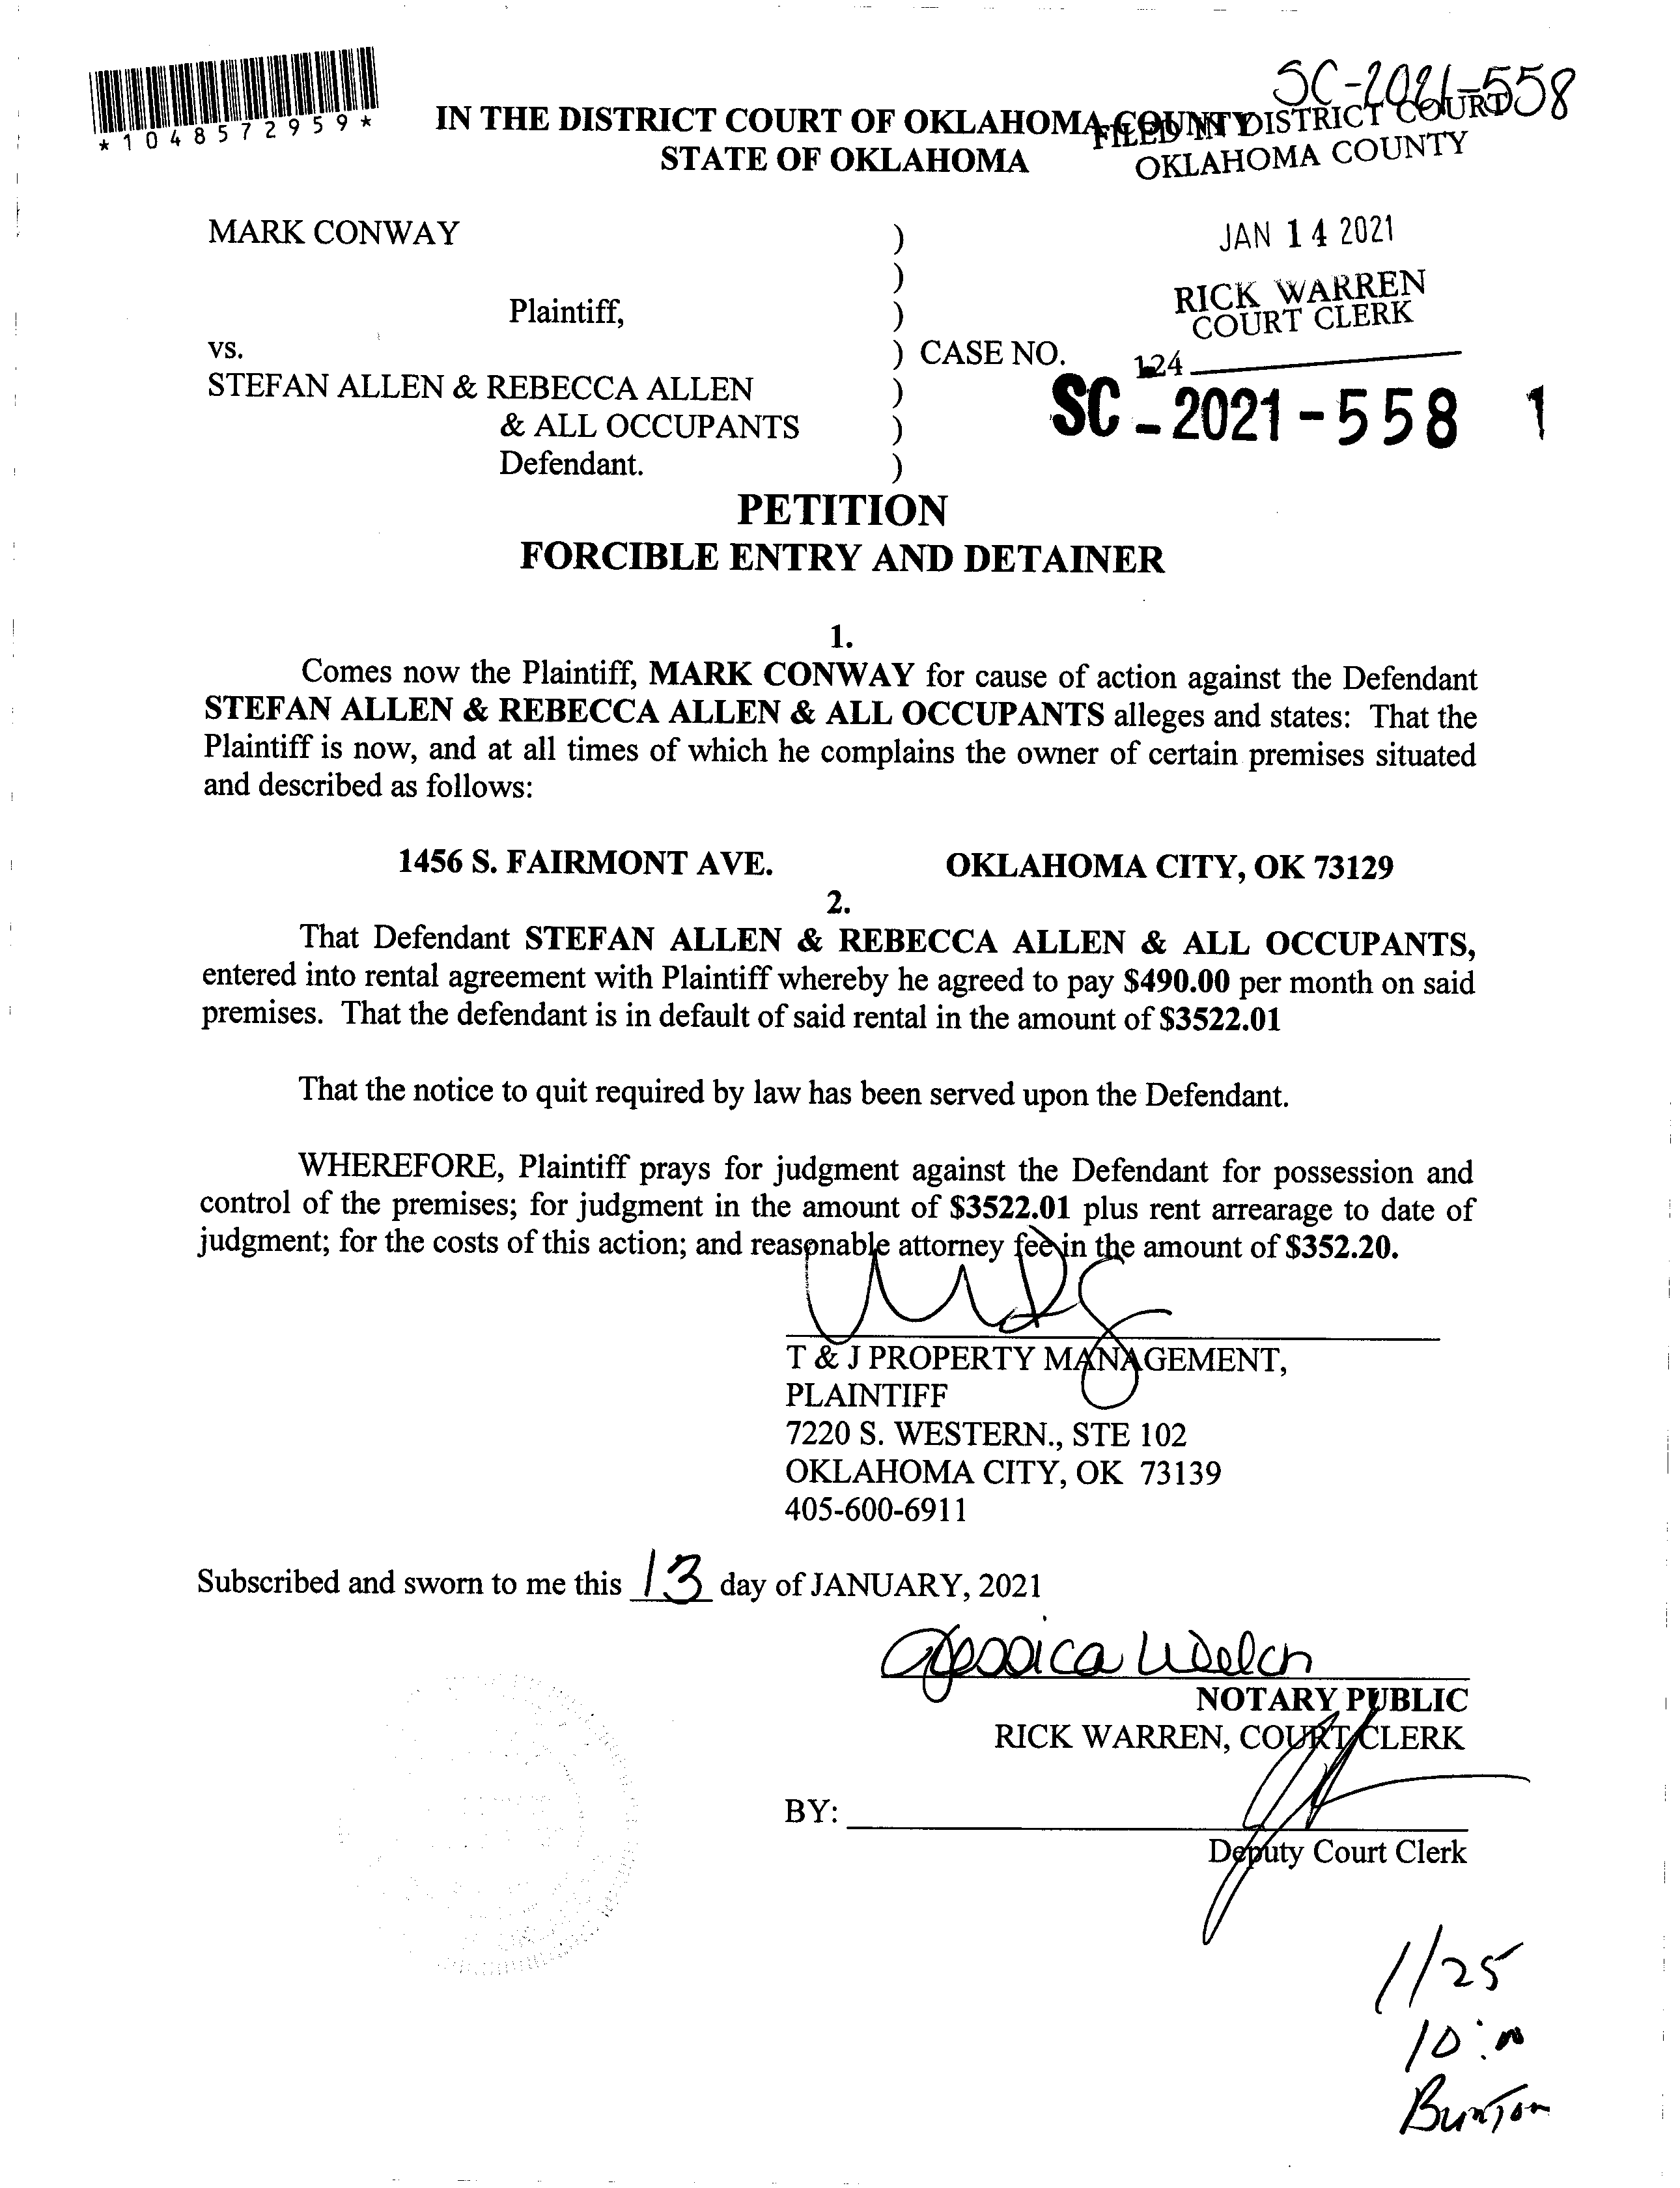 SC-2021-558
*1048572959*
IN THE DISTRICT COURT OF OKLAHOMA COUNTY
STATE OF OKLAHOMA
FILED IN DISTRICT COURT
OKLAHOMA COUNTY
JAN 14 2021
RICK WARREN
COURT CLERK
124
MARK CONWAY )
)
Plaintiff, )
vs. ) CASE NO.
STEFAN ALLEN & REBECCA ALLEN )
& ALL OCCUPANTS )
Defendant. )
SC-2021-558 1
PETITION
FORCIBLE ENTRY AND DETAINER
1.
Comes now the Plaintiff, MARK CONWAY for cause of action against the Defendant
STEFAN ALLEN & REBECCA ALLEN & ALL OCCUPANTS alleges and states: That the
Plaintiff is now, and at all times of which he complains the owner of certain premises situated
and described as follows:
1456 S. FAIRMONT AVE. OKLAHOMA CITY, OK 73129
2.
That Defendant STEFAN ALLEN & REBECCA ALLEN & ALL OCCUPANTS,
entered into rental agreement with Plaintiff whereby he agreed to pay $490.00 per month on said
premises. That the defendant is in default of said rental in the amount of $3522.01
That the notice to quit required by law has been served upon the Defendant.
WHEREFORE, Plaintiff prays for judgment against the Defendant for possession and
control of the premises; for judgment in the amount of $3522.01 plus rent arrearage to date of
judgment; for the costs of this action; and reasonable attorney fee in the amount of $352.20.
T & J PROPERTY MANAGEMENT,
PLAINTIFF
7220 S. WESTERN., STE 102
OKLAHOMA CITY, OK 73139
405-600-6911
Subscribed and sworn to me this 13 day of JANUARY, 2021
Jessica Welch
NOTARY PUBLIC
RICK WARREN, COURT CLERK
BY:
Deputy Court Clerk
1/25
10:00
Bunton